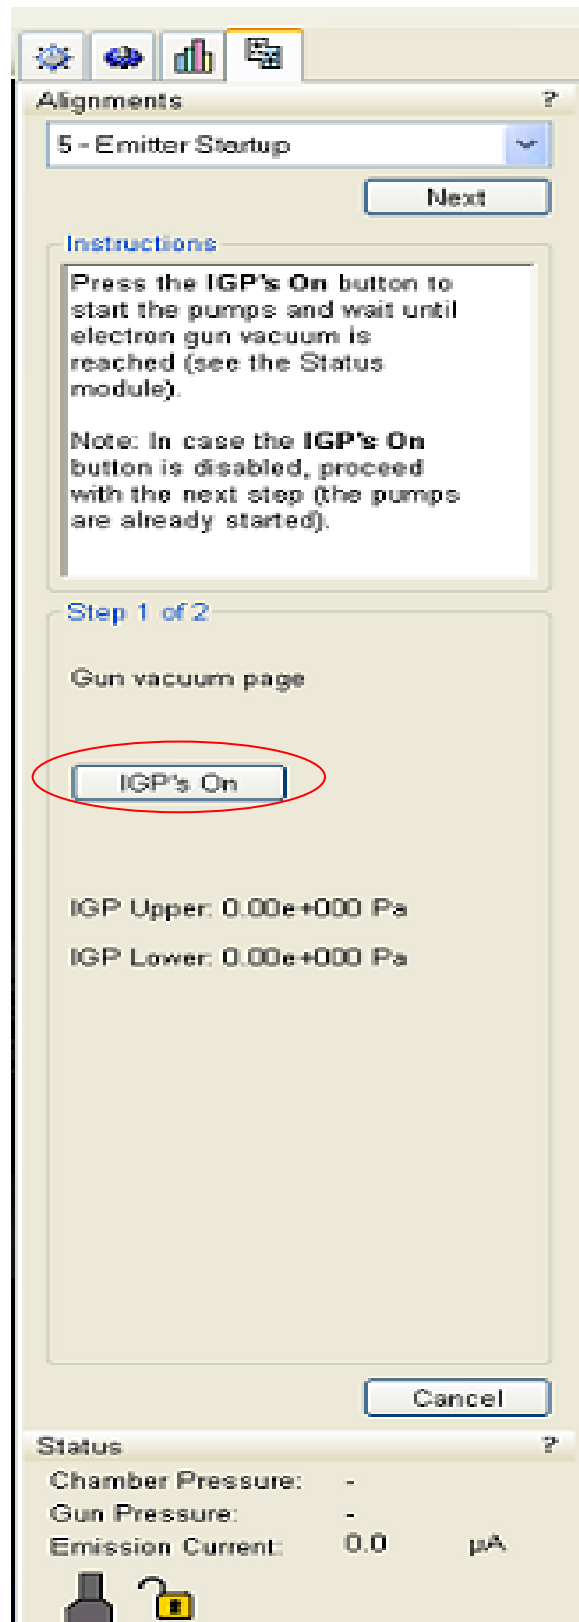 Alignments ?
5 - Emitter Startup
Next
Instructions
Press the IGP's On button to
start the pumps and wait until
electron gun vacuum is
reached (see the Status
module).
Note: In case the IGP's On
button is disabled, proceed
with the next step (the pumps
are already started).
Step 1 of 2
Gun vacuum page
IGP's On
IGP Upper: 0.00e+000 Pa
IGP Lower: 0.00e+000 Pa
Cancel
Status ?
Chamber Pressure: -
Gun Pressure: -
Emission Current: 0.0 µA